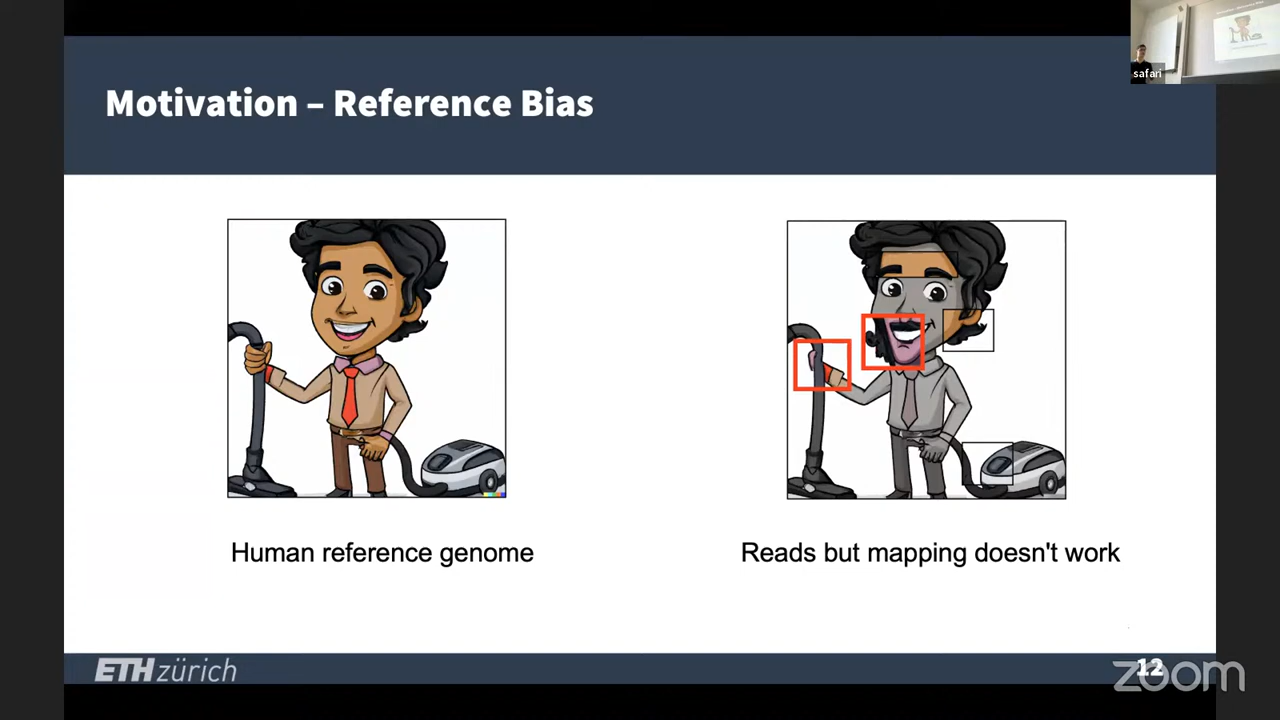 safari
Motivation – Reference Bias
Human reference genome
Reads but mapping doesn't work
ETH zürich
12
zoom